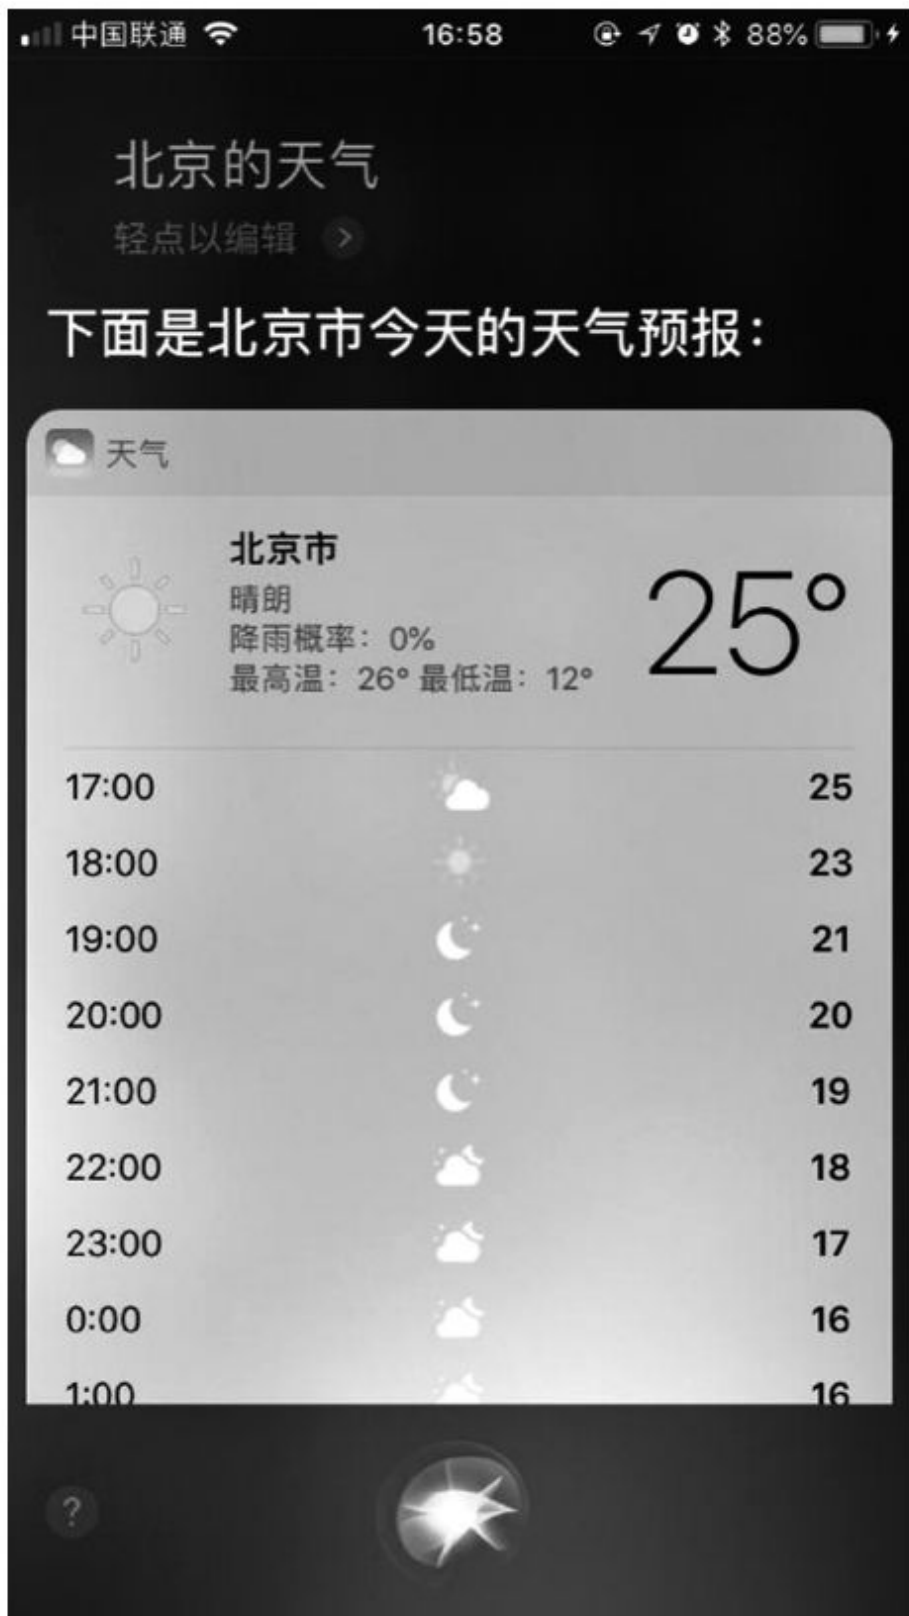 中国联通 16:58 88%
北京的天气
轻点以编辑
下面是北京市今天的天气预报：
天气
北京市
晴朗
降雨概率：0%
最高温：26° 最低温：12°
25°
17:00 25
18:00 23
19:00 21
20:00 20
21:00 19
22:00 18
23:00 17
0:00 16
1:00 16
?